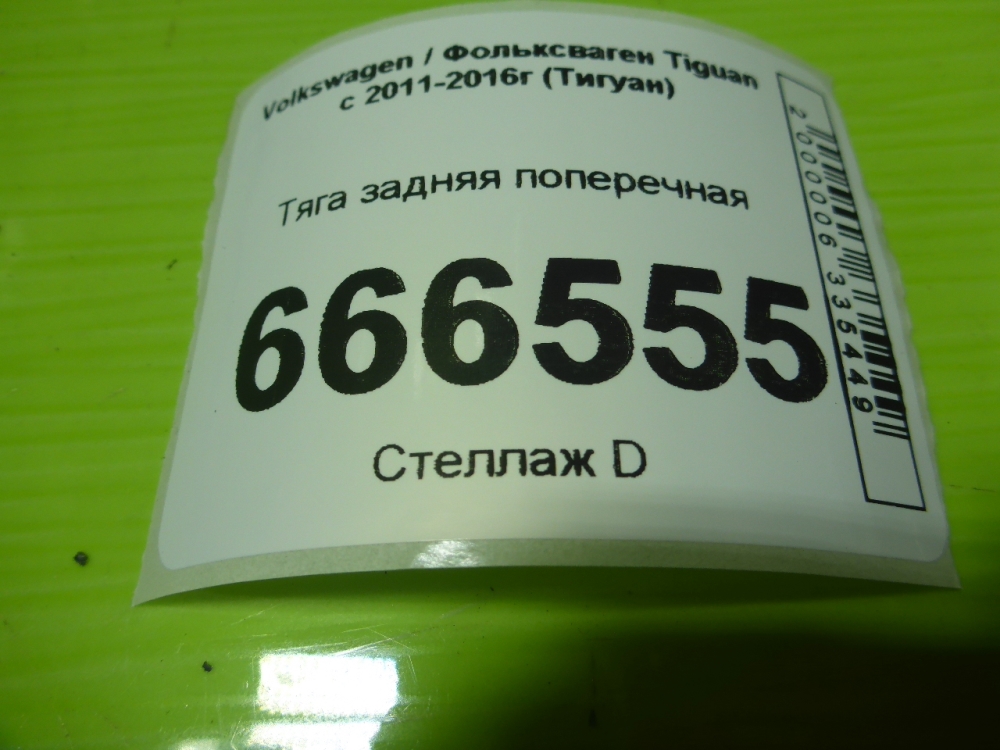 Volkswagen / Фольксваген Tiguan
с 2011-2016г (Тигуан)
Тяга задняя поперечная
666555
Стеллаж D
2000006335449